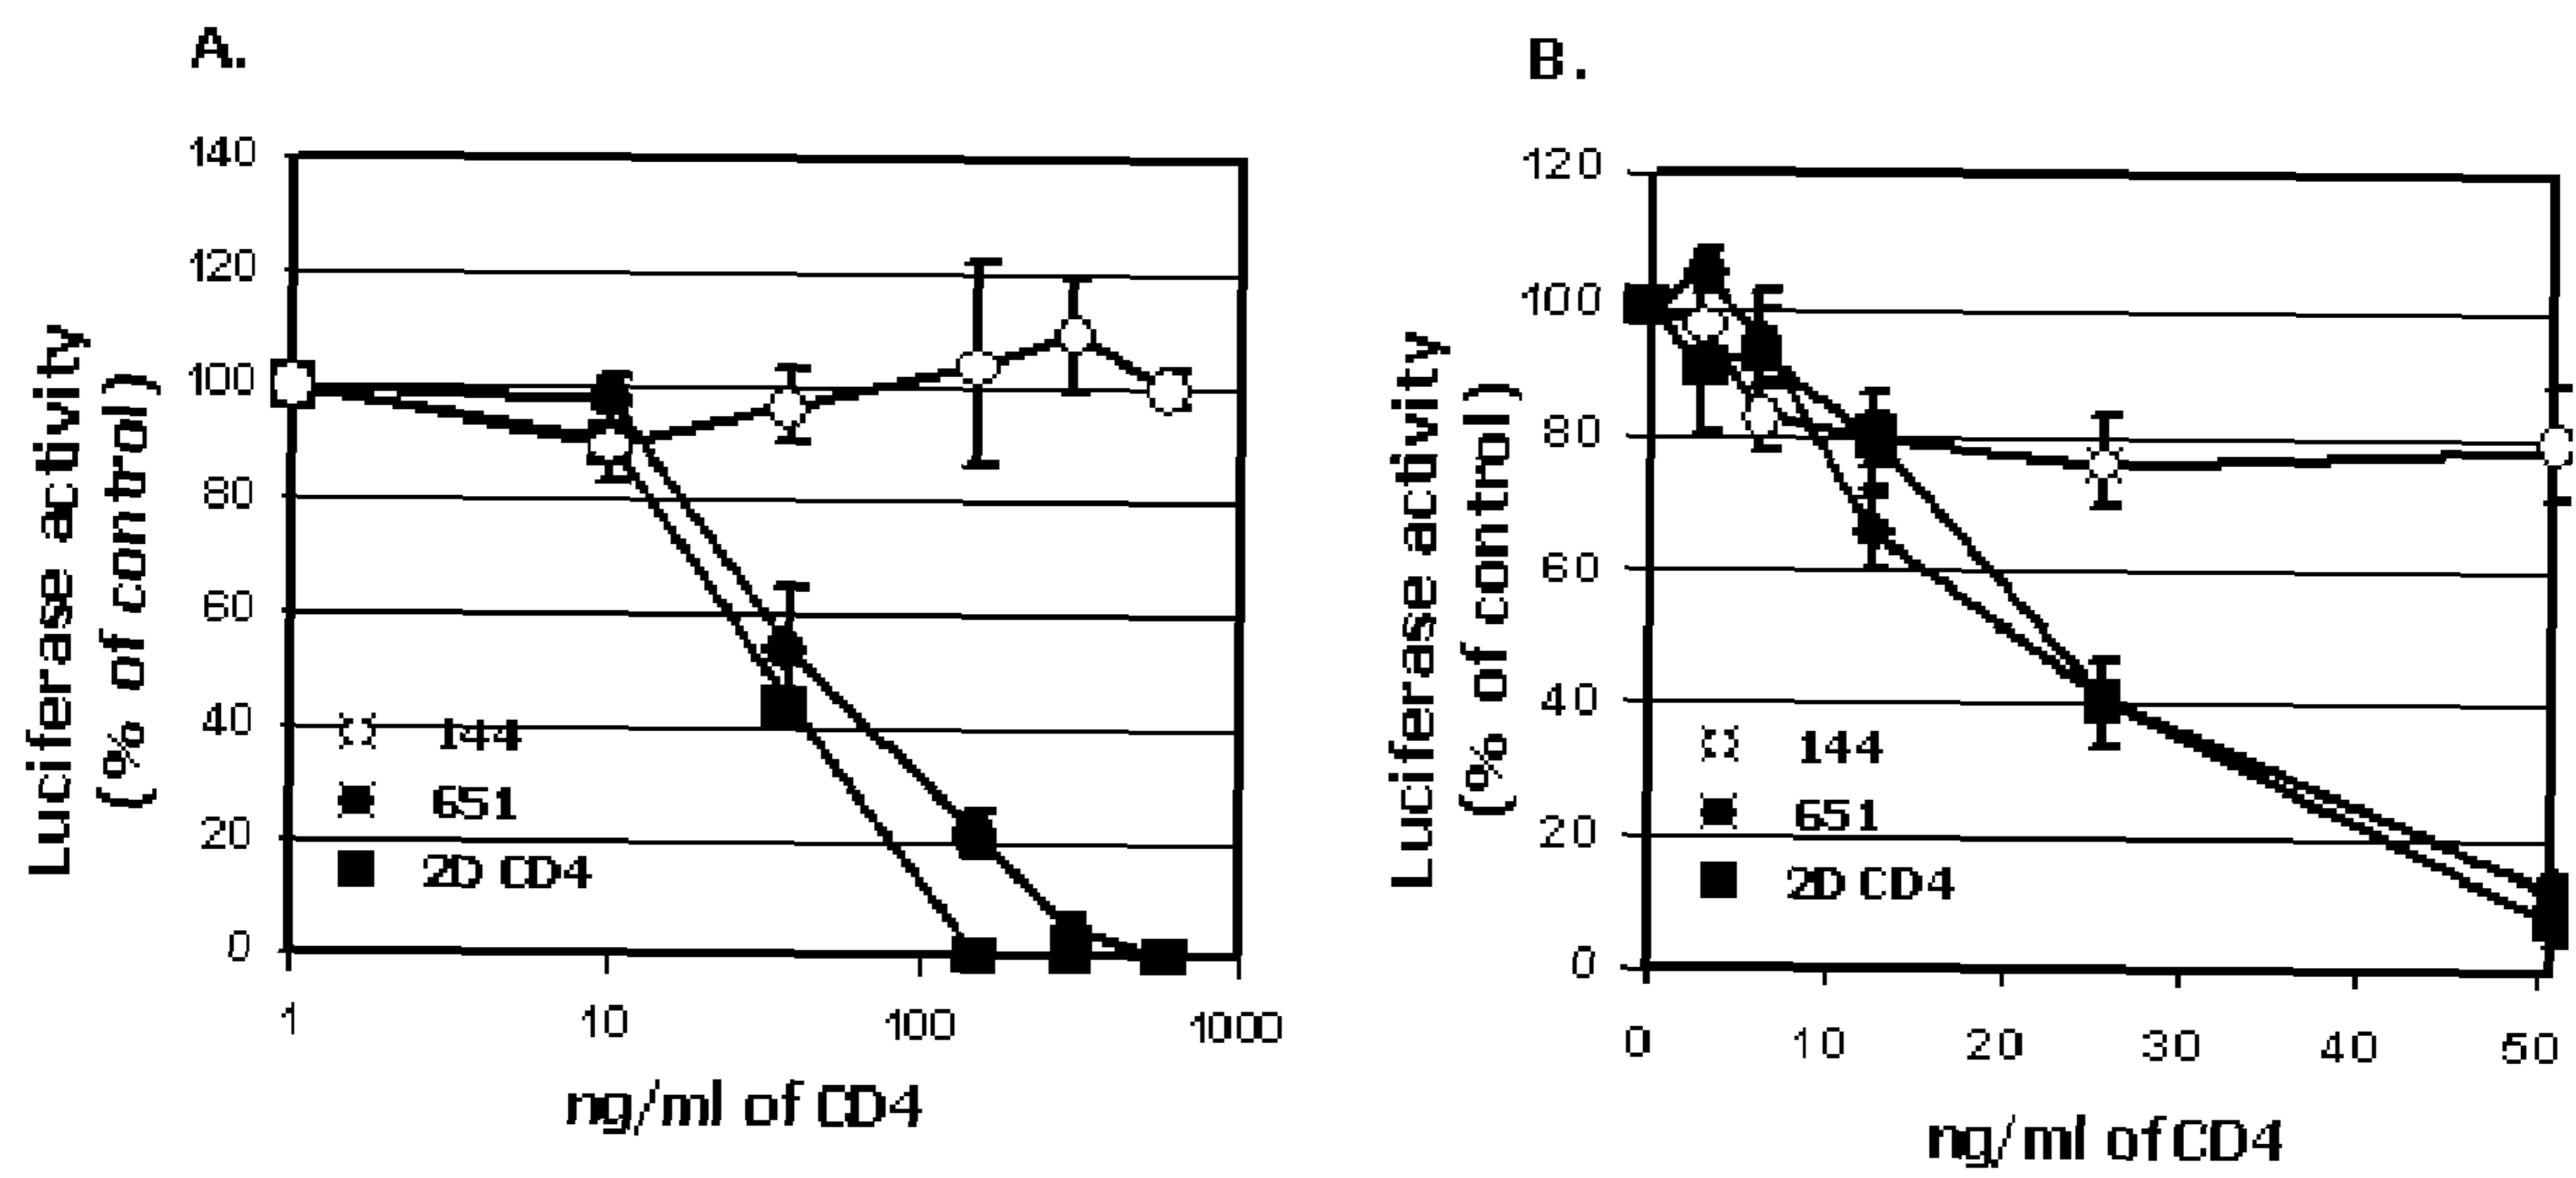 A.
Luciferase activity
(% of control)
140
120
100
80
60
40
20
0
144
651
2D CD4
1
10
100
1000
ng/ml of CD4
B.
Luciferase activity
(% of control)
120
100
80
60
40
20
0
144
651
2D CD4
0
10
20
30
40
50
ng/ml of CD4